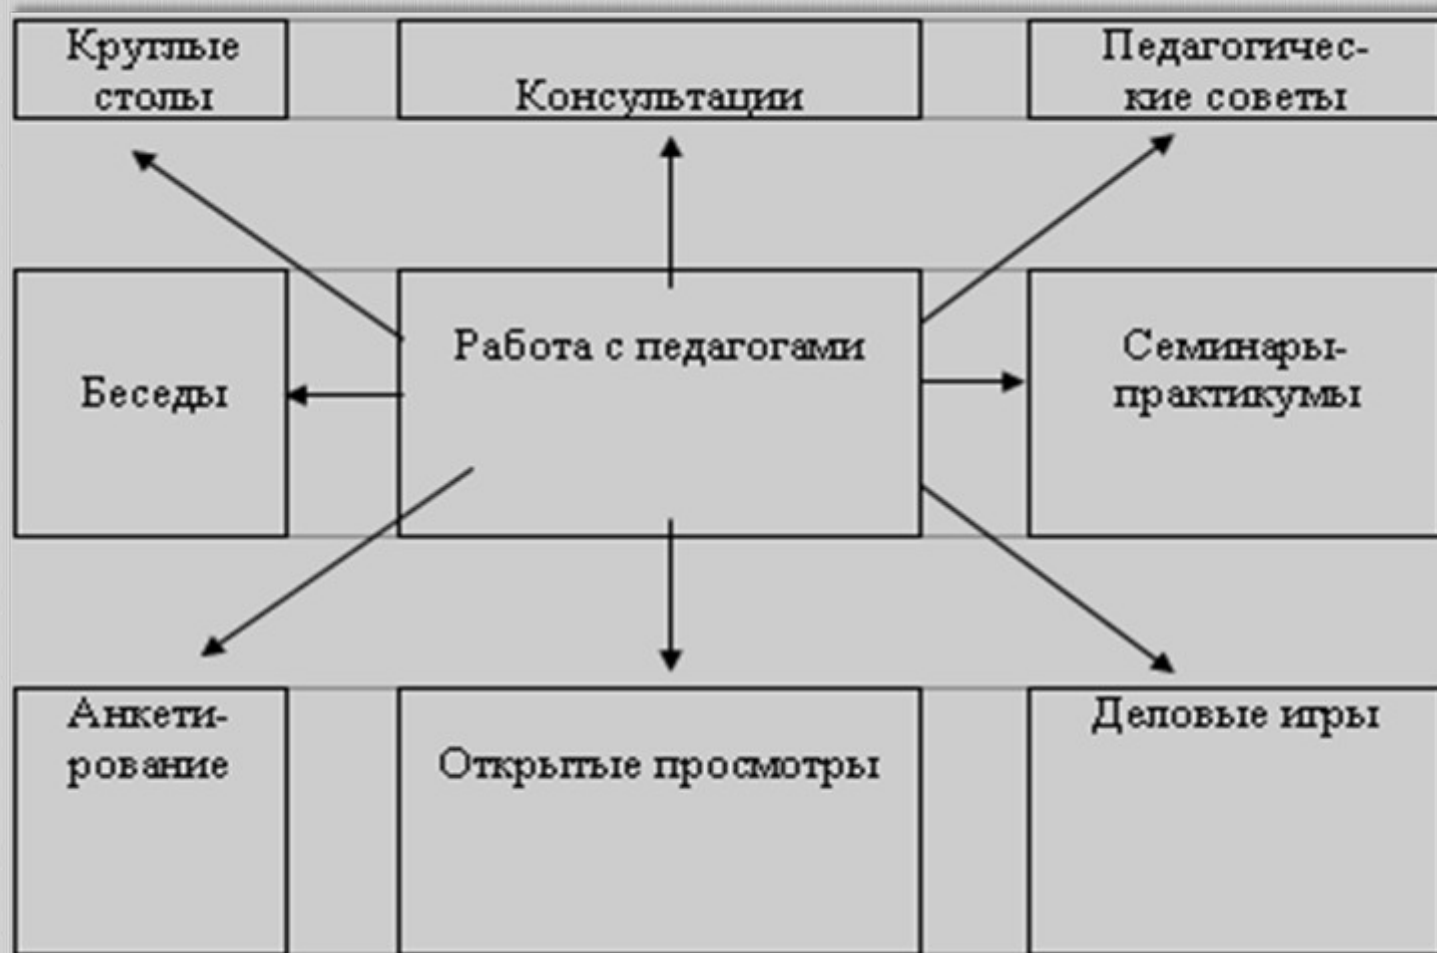 Круглые
столы
Консультации
Педагогичес-
кие советы
Беседы
Работа с педагогами
Семинары-
практикумы
Анкети-
рование
Открытые просмотры
Деловые игры